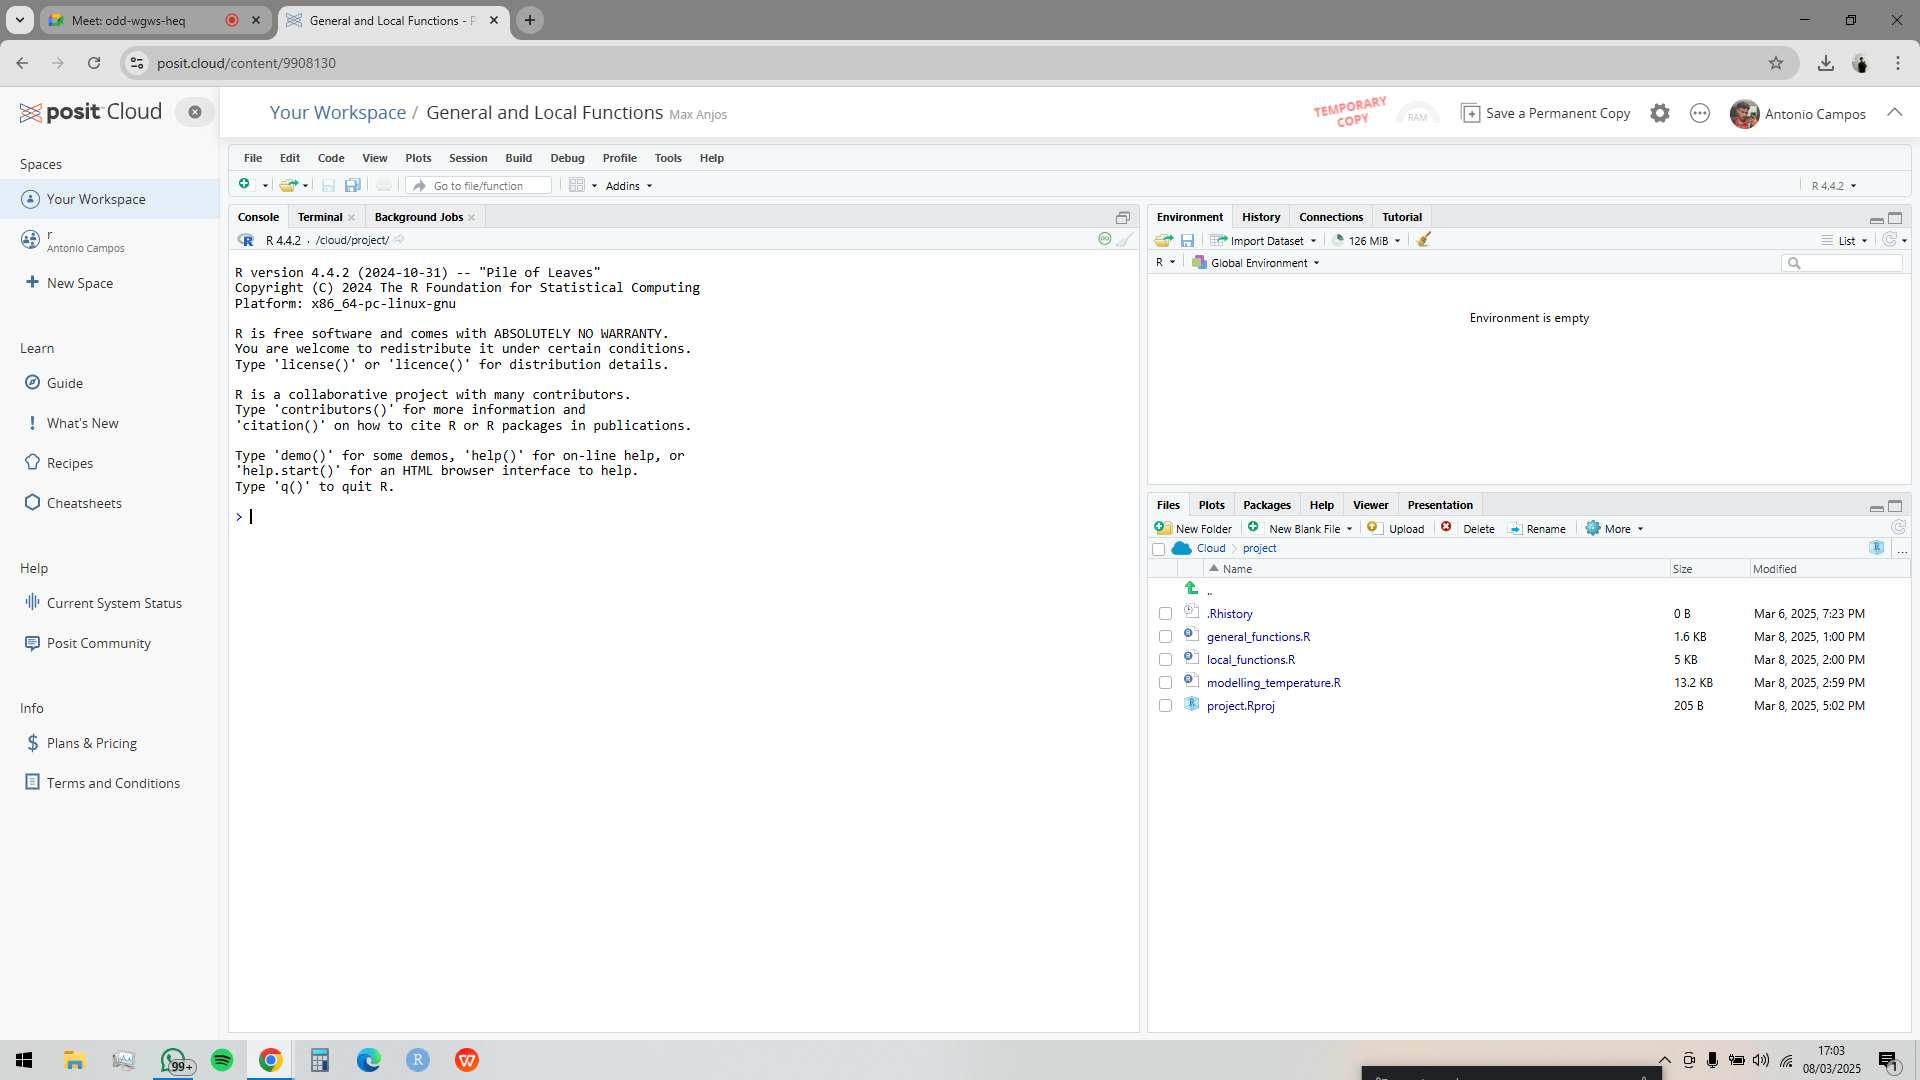 Meet: odd-wgws-heq
General and Local Functions - P
posit.cloud/content/9908130
posit Cloud
Your Workspace / General and Local Functions Max Anjos
TEMPORARY
COPY
RAM
Save a Permanent Copy
Antonio Campos
Spaces
Your Workspace
r
Antonio Campos
New Space
Learn
Guide
What's New
Recipes
Cheatsheets
Help
Current System Status
Posit Community
Info
Plans & Pricing
Terms and Conditions
File Edit Code View Plots Session Build Debug Profile Tools Help
Go to file/function
Addins
R 4.4.2
Console Terminal Background Jobs
R 4.4.2 · /cloud/project/
R version 4.4.2 (2024-10-31) -- "Pile of Leaves"
Copyright (C) 2024 The R Foundation for Statistical Computing
Platform: x86_64-pc-linux-gnu
R is free software and comes with ABSOLUTELY NO WARRANTY.
You are welcome to redistribute it under certain conditions.
Type 'license()' or 'licence()' for distribution details.
R is a collaborative project with many contributors.
Type 'contributors()' for more information and
'citation()' on how to cite R or R packages in publications.
Type 'demo()' for some demos, 'help()' for on-line help, or
'help.start()' for an HTML browser interface to help.
Type 'q()' to quit R.
>
Environment History Connections Tutorial
Import Dataset 126 MiB List
R Global Environment
Environment is empty
Files Plots Packages Help Viewer Presentation
New Folder New Blank File Upload Delete Rename More
Cloud project
...
Name Size Modified
..
.Rhistory 0 B Mar 6, 2025, 7:23 PM
general_functions.R 1.6 KB Mar 8, 2025, 1:00 PM
local_functions.R 5 KB Mar 8, 2025, 2:00 PM
modelling_temperature.R 13.2 KB Mar 8, 2025, 2:59 PM
project.Rproj 205 B Mar 8, 2025, 5:02 PM
99+
17:03
08/03/2025
1